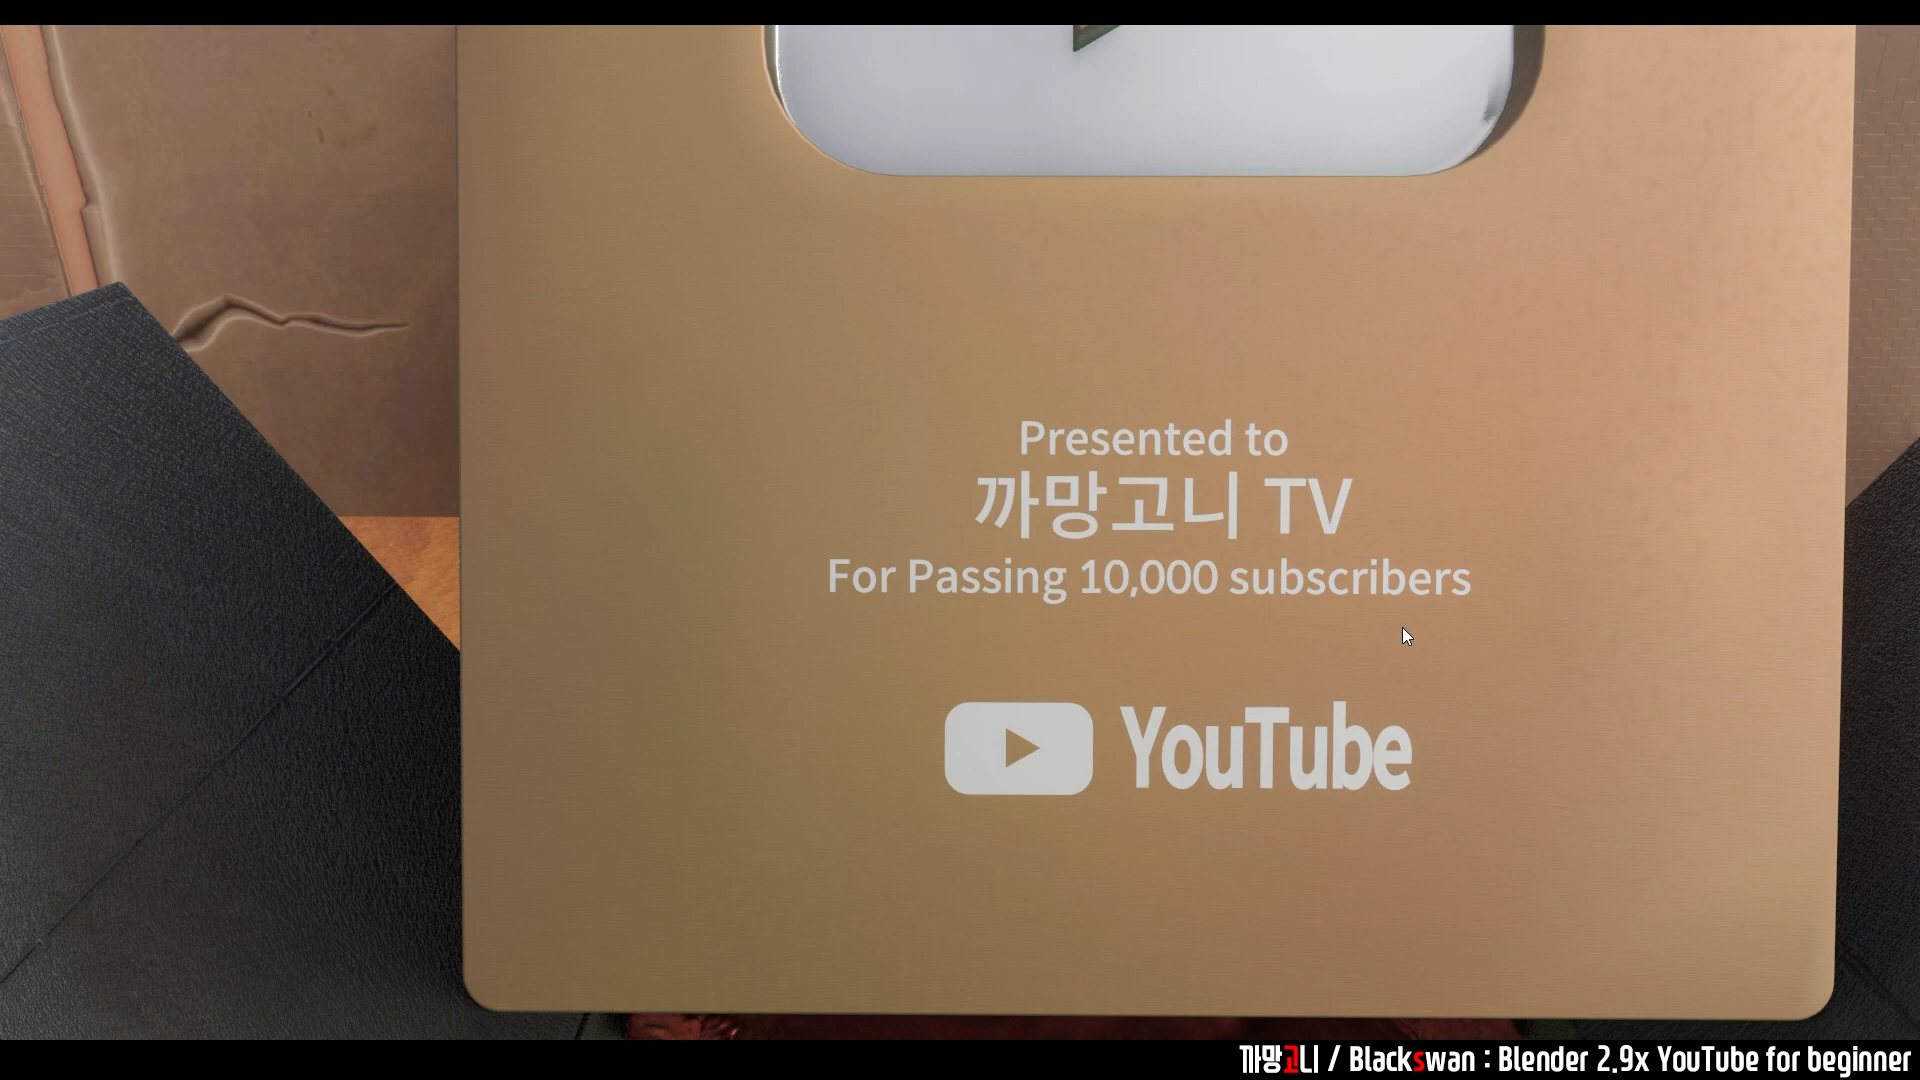 Presented to
까망고니 TV
For Passing 10,000 subscribers
YouTube
까망고니 / Blackswan : Blender 2.9x YouTube for beginner